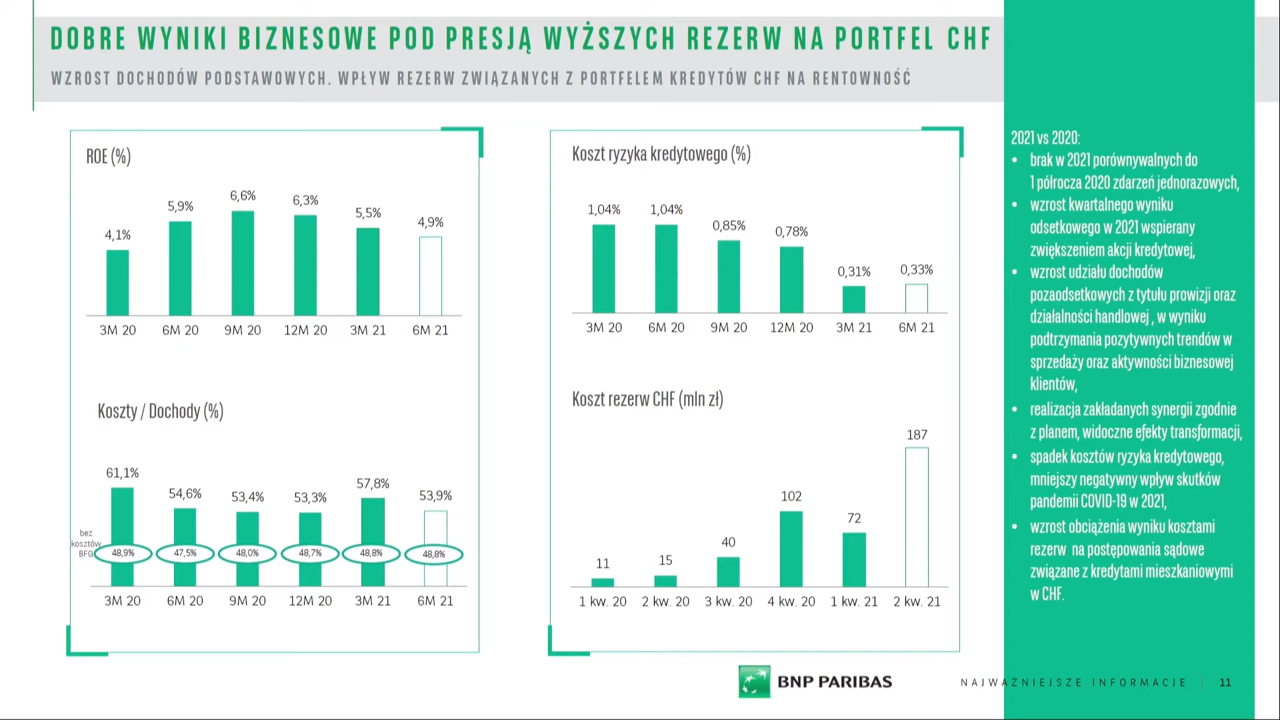 DOBRE WYNIKI BIZNESOWE POD PRESJĄ WYŻSZYCH REZERW NA PORTFEL CHF
WZROST DOCHODÓW PODSTAWOWYCH. WPŁYW REZERW ZWIĄZANYCH Z PORTFELEM KREDYTÓW CHF NA RENTOWNOŚĆ
ROE (%)
4,1% 5,9% 6,6% 6,3% 5,5% 4,9%
3M 20 6M 20 9M 20 12M 20 3M 21 6M 21
Koszt ryzyka kredytowego (%)
1,04% 1,04% 0,85% 0,78% 0,31% 0,33%
3M 20 6M 20 9M 20 12M 20 3M 21 6M 21
Koszty / Dochody (%)
61,1% 54,6% 53,4% 53,3% 57,8% 53,9%
bez
kosztów
BFG
48,9% 47,5% 48,0% 48,7% 48,8% 48,8%
3M 20 6M 20 9M 20 12M 20 3M 21 6M 21
Koszt rezerw CHF (mln zł)
11 15 40 102 72 187
1 kw. 20 2 kw. 20 3 kw. 20 4 kw. 20 1 kw. 21 2 kw. 21
2021 vs 2020:
• brak w 2021 porównywalnych do
1 półrocza 2020 zdarzeń jednorazowych,
• wzrost kwartalnego wyniku
odsetkowego w 2021 wspierany
zwiększeniem akcji kredytowej,
• wzrost udziału dochodów
pozaodsetkowych z tytułu prowizji oraz
działalności handlowej , w wyniku
podtrzymania pozytywnych trendów w
sprzedaży oraz aktywności biznesowej
klientów,
• realizacja zakładanych synergii zgodnie
z planem, widoczne efekty transformacji,
• spadek kosztów ryzyka kredytowego,
mniejszy negatywny wpływ skutków
pandemii COVID-19 w 2021,
• wzrost obciążenia wyniku kosztami
rezerw na postępowania sądowe
związane z kredytami mieszkaniowymi
w CHF.
BNP PARIBAS
NAJWAŻNIEJSZE INFORMACJE | 11